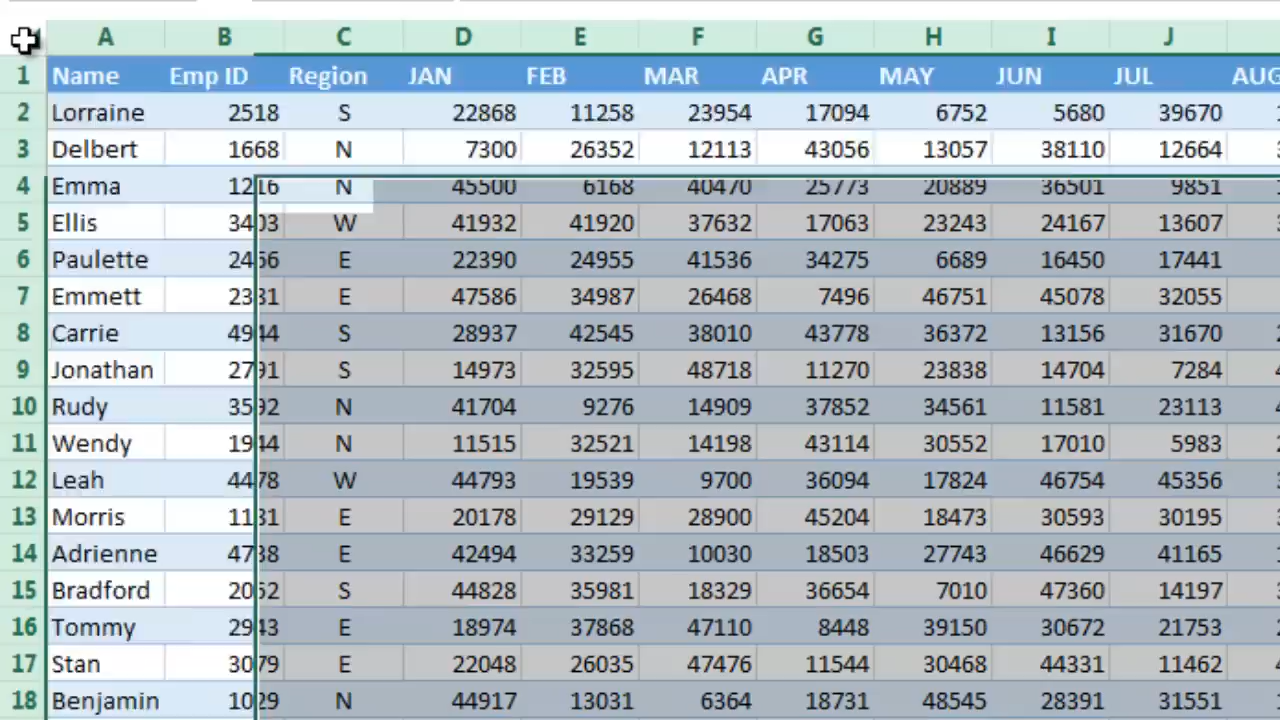 A B C D E F G H I J
1 Name Emp ID Region JAN FEB MAR APR MAY JUN JUL AUG
2 Lorraine 2518 S 22868 11258 23954 17094 6752 5680 39670
3 Delbert 1668 N 7300 26352 12113 43056 13057 38110 12664
4 Emma 1216 N 45500 6168 40470 25773 20889 36501 9851
5 Ellis 3403 W 41932 41920 37632 17063 23243 24167 13607
6 Paulette 2466 E 22390 24955 41536 34275 6689 16450 17441
7 Emmett 2331 E 47586 34987 26468 7496 46751 45078 32055
8 Carrie 4944 S 28937 42545 38010 43778 36372 13156 31670
9 Jonathan 2791 S 14973 32595 48718 11270 23838 14704 7284
10 Rudy 3592 N 41704 9276 14909 37852 34561 11581 23113
11 Wendy 1944 N 11515 32521 14198 43114 30552 17010 5983
12 Leah 4478 W 44793 19539 9700 36094 17824 46754 45356
13 Morris E 20178 29129 28900 45204 18473 30593 30195
14 Adrienne E 42494 33259 10030 18503 27743 46629 41165
15 Bradford S 44828 35981 18329 36654 7010 47360 14197
16 Tommy 2943 E 18974 37868 47110 8448 39150 30672 21753
17 Stan 3079 E 22048 26035 47476 11544 30468 44331 11462
18 Benjamin 1029 N 44917 13031 6364 18731 48545 28391 31551